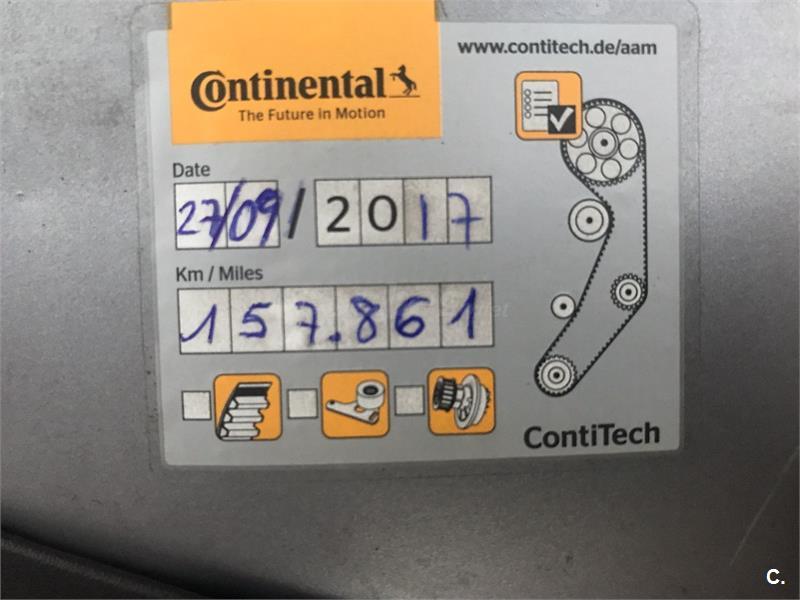 Continental
The Future in Motion
www.contitech.de/aam
Date
27/09/2017
Km / Miles
157.861
ContiTech
C.